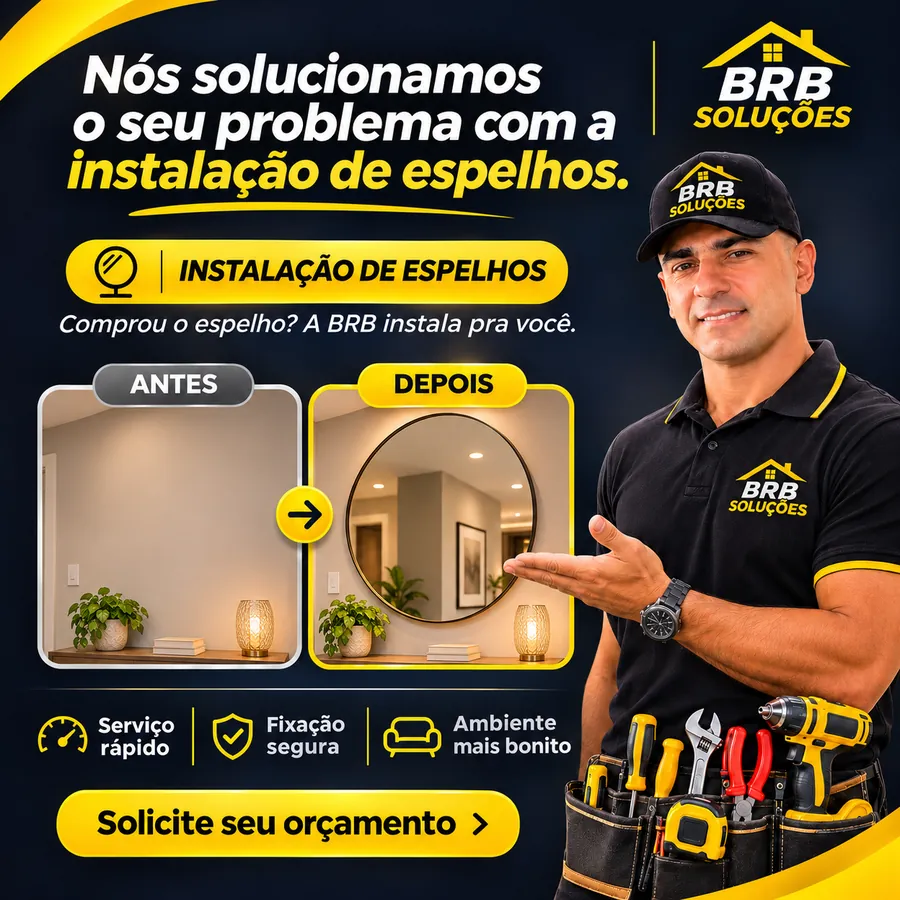 Nós solucionamos
o seu problema com a
instalação de espelhos.
BRB
SOLUÇÕES
BRB
SOLUÇÕES
INSTALAÇÃO DE ESPELHOS
Comprou o espelho? A BRB instala pra você.
ANTES
DEPOIS
BRB
SOLUÇÕES
Serviço
rápido
Fixação
segura
Ambiente
mais bonito
Solicite seu orçamento